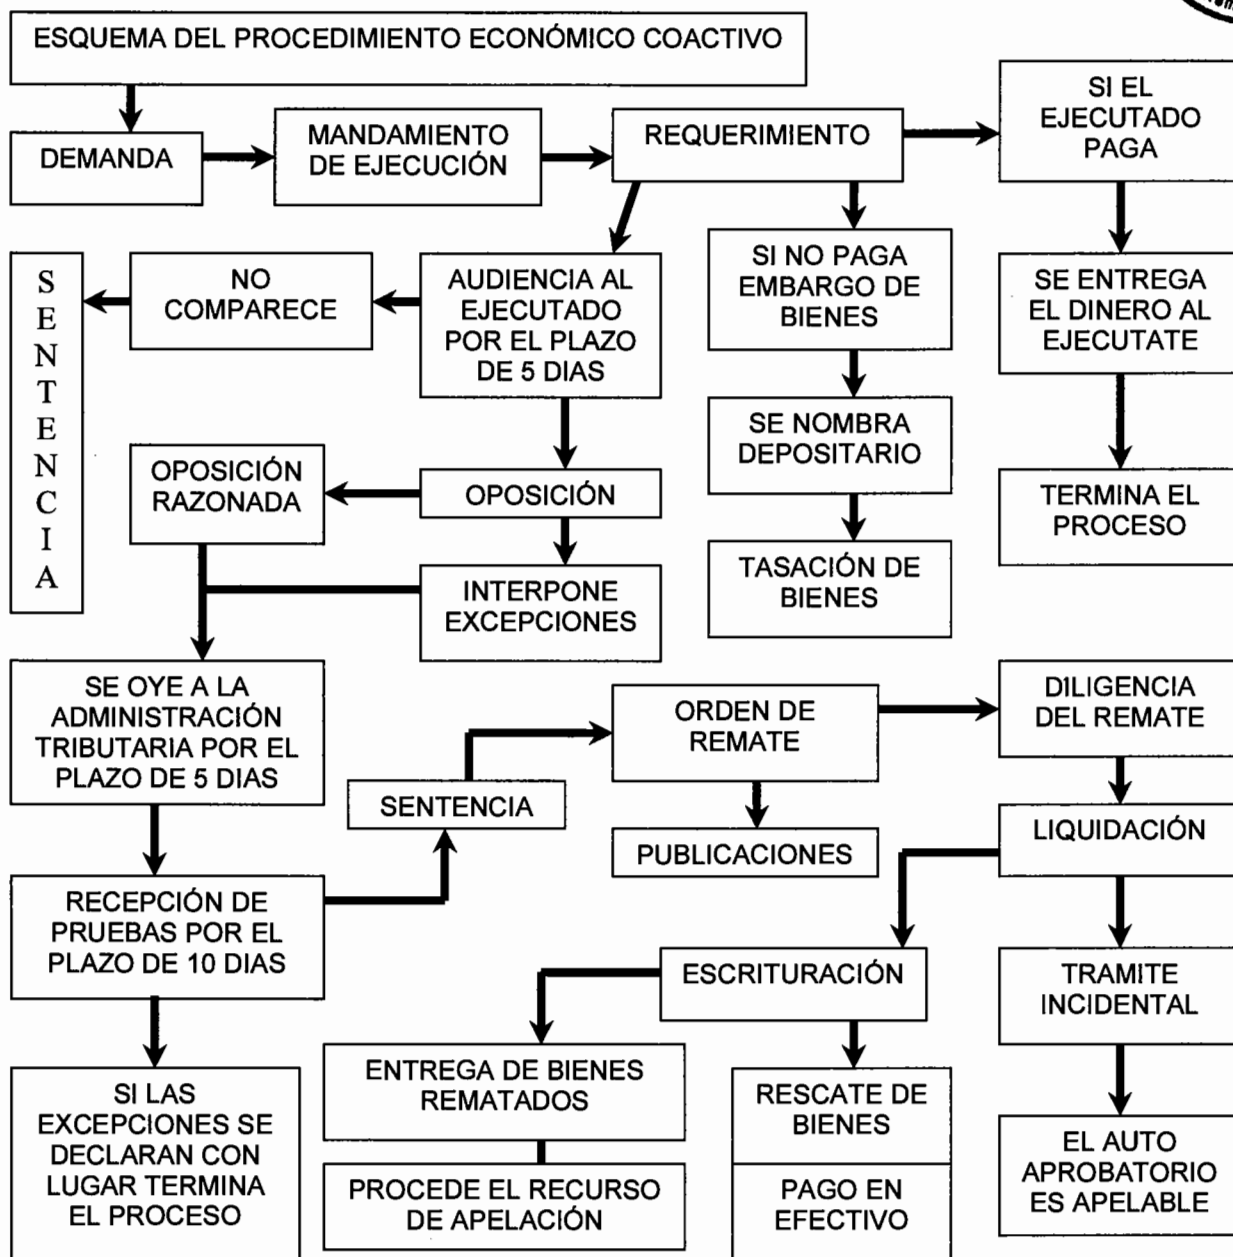 ESQUEMA DEL PROCEDIMIENTO ECONÓMICO COACTIVO
DEMANDA
MANDAMIENTO
DE EJECUCIÓN
REQUERIMIENTO
SI EL
EJECUTADO
PAGA
S
E
N
T
E
N
C
I
A
NO
COMPARECE
AUDIENCIA AL
EJECUTADO
POR EL PLAZO
DE 5 DIAS
SI NO PAGA
EMBARGO DE
BIENES
SE ENTREGA
EL DINERO AL
EJECUTATE
OPOSICIÓN
RAZONADA
OPOSICIÓN
SE NOMBRA
DEPOSITARIO
TERMINA EL
PROCESO
INTERPONE
EXCEPCIONES
TASACIÓN DE
BIENES
SE OYE A LA
ADMINISTRACIÓN
TRIBUTARIA POR EL
PLAZO DE 5 DIAS
SENTENCIA
ORDEN DE
REMATE
DILIGENCIA
DEL REMATE
PUBLICACIONES
LIQUIDACIÓN
RECEPCIÓN DE
PRUEBAS POR EL
PLAZO DE 10 DIAS
ESCRITURACIÓN
TRAMITE
INCIDENTAL
SI LAS
EXCEPCIONES SE
DECLARAN CON
LUGAR TERMINA
EL PROCESO
ENTREGA DE BIENES
REMATADOS
PROCEDE EL RECURSO
DE APELACIÓN
RESCATE DE
BIENES
PAGO EN
EFECTIVO
EL AUTO
APROBATORIO
ES APELABLE